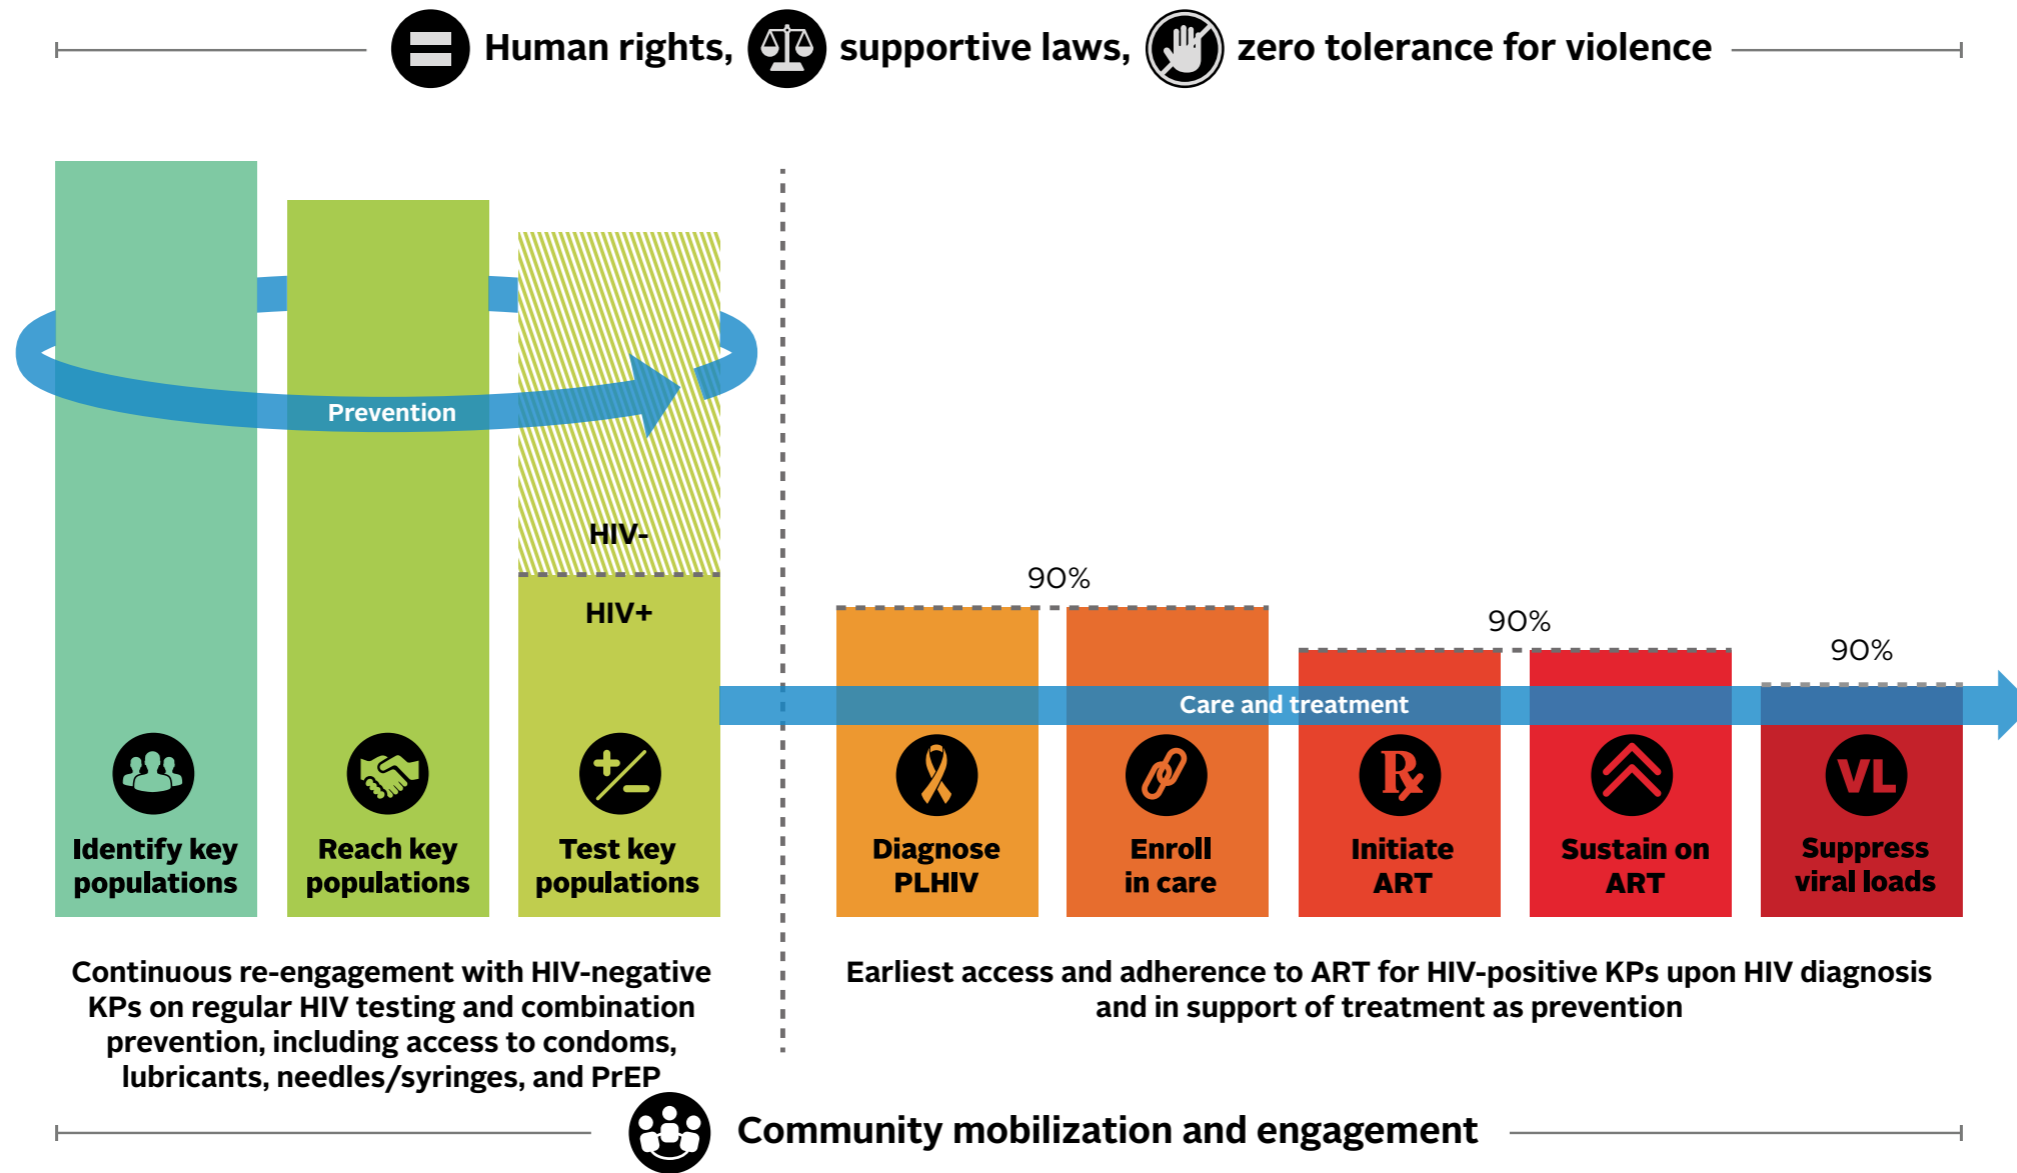 Human rights, supportive laws, zero tolerance for violence
Prevention
HIV-
HIV+
90%
90%
90%
Care and treatment
Rx
VL
Identify key
populations
Reach key
populations
Test key
populations
Diagnose
PLHIV
Enroll
in care
Initiate
ART
Sustain on
ART
Suppress
viral loads
Continuous re-engagement with HIV-negative
KPs on regular HIV testing and combination
prevention, including access to condoms,
lubricants, needles/syringes, and PrEP
Earliest access and adherence to ART for HIV-positive KPs upon HIV diagnosis
and in support of treatment as prevention
Community mobilization and engagement